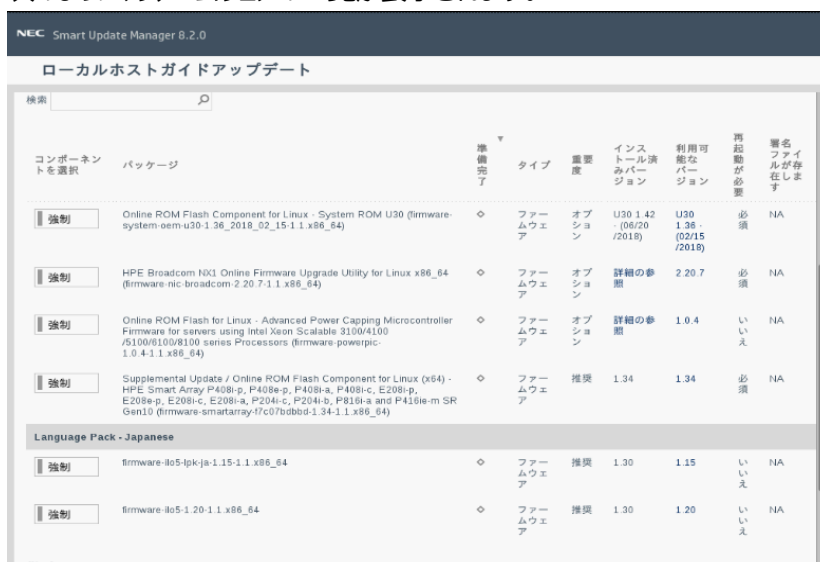 NEC Smart Update Manager 8.2.0
ローカルホストガイドアップデート
検索
コンポーネン
トを選択
パッケージ
準
備
完
了
タイプ
重要
度
インス
トール済
みバー
ジョン
利用可
能な
バー
ジョン
再
起
動
が
必
要
署名
ファイ
ルが存
在しま
す
強制
Online ROM Flash Component for Linux - System ROM U30 (firmware-
system-oem-u30-1.36_2018_02_15-1.1.x86_64)
ファー
ムウェ
ア
オプ
ショ
ン
U30 1.42
- (06/20
/2018)
U30
1.36 -
(02/15
/2018)
必
須
NA
強制
HPE Broadcom NX1 Online Firmware Upgrade Utility for Linux x86_64
(firmware-nic-broadcom-2.20.7-1.1.x86_64)
ファー
ムウェ
ア
オプ
ショ
ン
詳細の参
照
2.20.7
必
須
NA
強制
Online ROM Flash for Linux - Advanced Power Capping Microcontroller
Firmware for servers using Intel Xeon Scalable 3100/4100
/5100/6100/8100 series Processors (firmware-powerpic-
1.0.4-1.1.x86_64)
ファー
ムウェ
ア
オプ
ショ
ン
詳細の参
照
1.0.4
い
い
え
NA
強制
Supplemental Update / Online ROM Flash Component for Linux (x64) -
HPE Smart Array P408i-p, P408e-p, P408i-a, P408i-c, E208i-p,
E208e-p, E208i-c, E208i-a, P204i-c, P204i-b, P816i-a and P416ie-m SR
Gen10 (firmware-smartarray-f7c07bdbbd-1.34-1.1.x86_64)
ファー
ムウェ
ア
推奨
1.34
1.34
必
須
NA
Language Pack - Japanese
強制
firmware-ilo5-lpk-ja-1.15-1.1.x86_64
ファー
ムウェ
ア
推奨
1.30
1.15
い
い
え
NA
強制
firmware-ilo5-1.20-1.1.x86_64
ファー
ムウェ
ア
推奨
1.30
1.20
い
い
え
NA